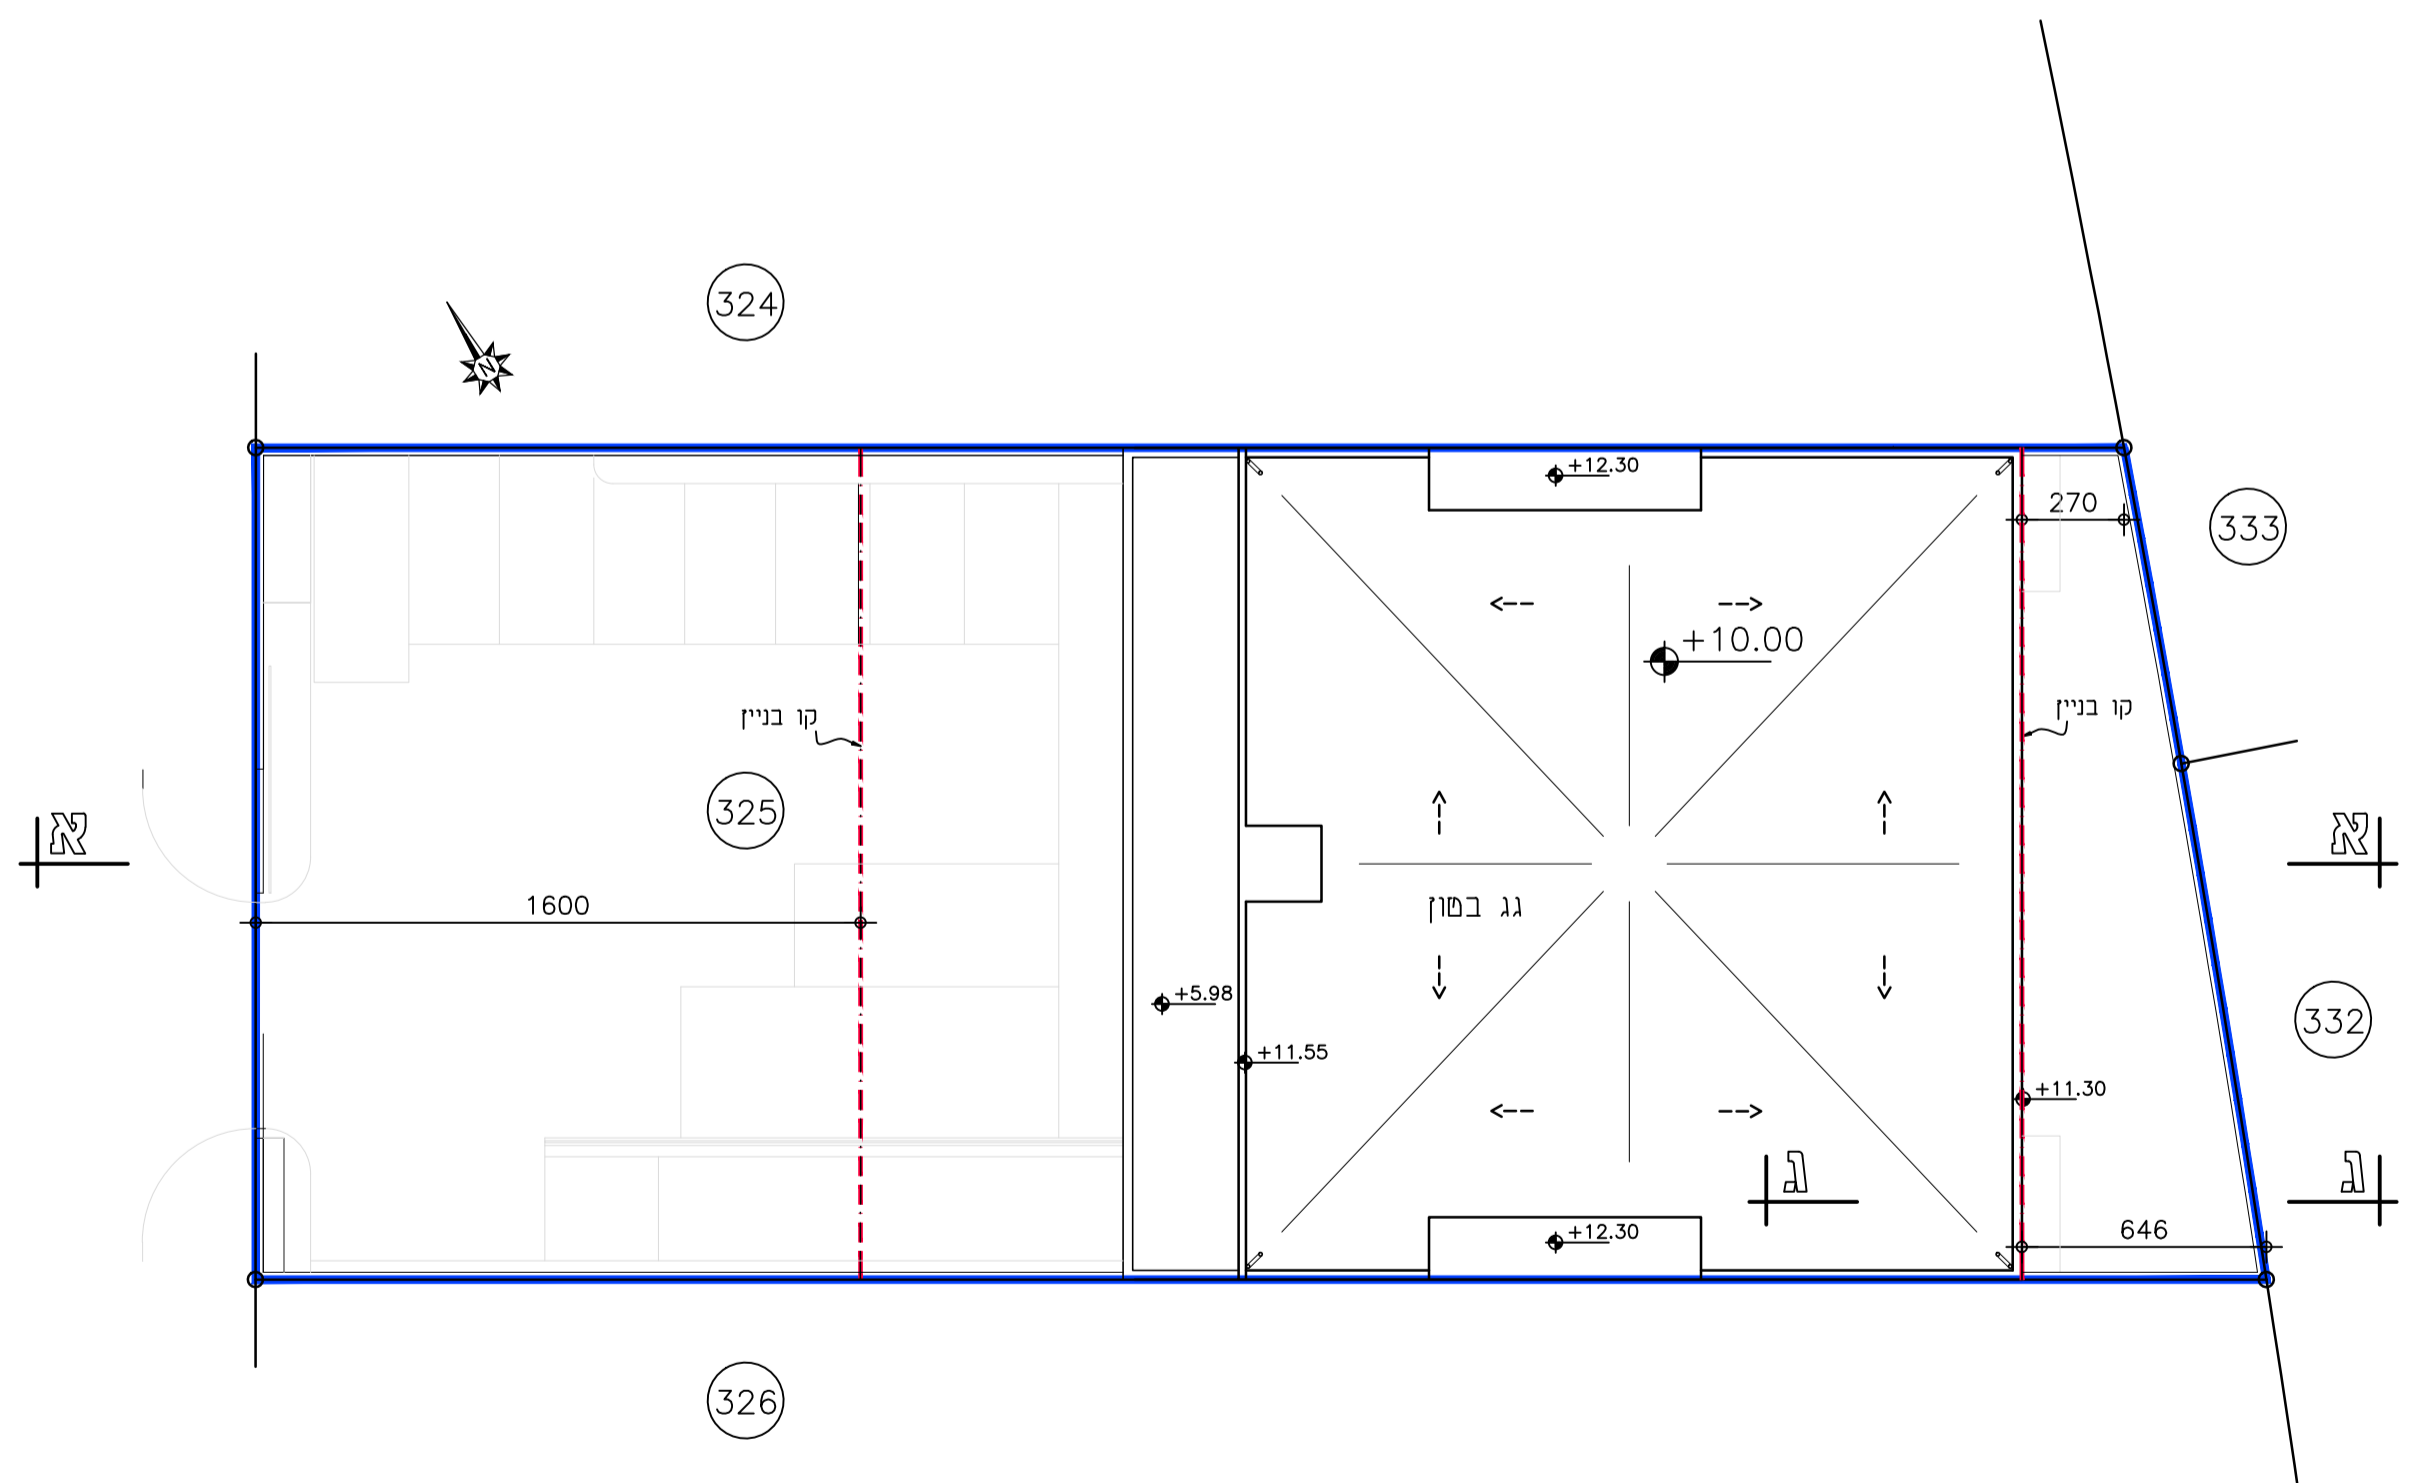 324
N
+12.30
270
333
+10.00
קו בניין
קו בניין
325
א
א
1600
גג בטון
+5.98
332
+11.55
+11.30
ג
ג
646
+12.30
326